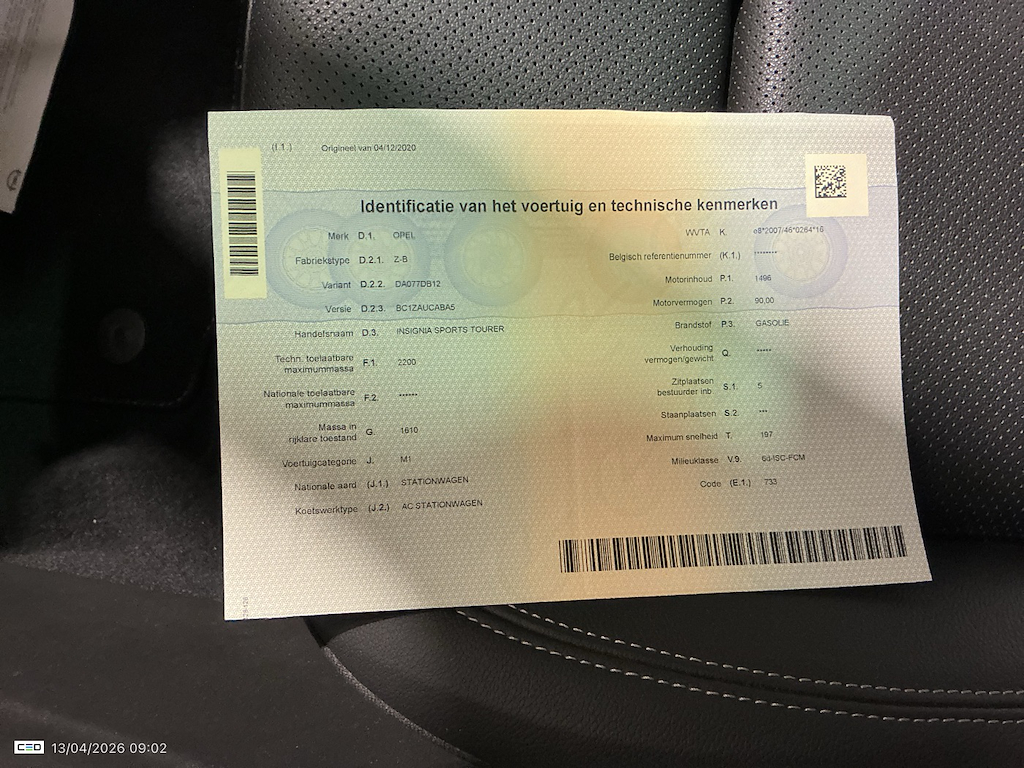 (I.1.) Origineel van 04/12/2020
Identificatie van het voertuig en technische kenmerken
Merk D.1. OPEL
Fabriekstype D.2.1. Z-B
Variant D.2.2. DA077DB12
Versie D.2.3. BC1ZAUCABA5
Handelsnaam D.3. INSIGNIA SPORTS TOURER
Techn. toelaatbare
maximummassa F.1. 2200
Nationale toelaatbare
maximummassa F.2. ******
Massa in
rijklare toestand G. 1610
Voertuigcategorie J. M1
Nationale aard (J.1.) STATIONWAGEN
Koetswerktype (J.2.) AC STATIONWAGEN
WVTA K. e8*2007/46*0264*16
Belgisch referentienummer (K.1.) ********
Motorinhoud P.1. 1496
Motorvermogen P.2. 90,00
Brandstof P.3. GASOLIE
Verhouding
vermogen/gewicht Q. *****
Zitplaatsen
bestuurder inb. S.1. 5
Staanplaatsen S.2. ***
Maximum snelheid T. 197
Milieuklasse V.9. 6d-ISC-FCM
Code (E.1.) 733
CEO 13/04/2026 09:02